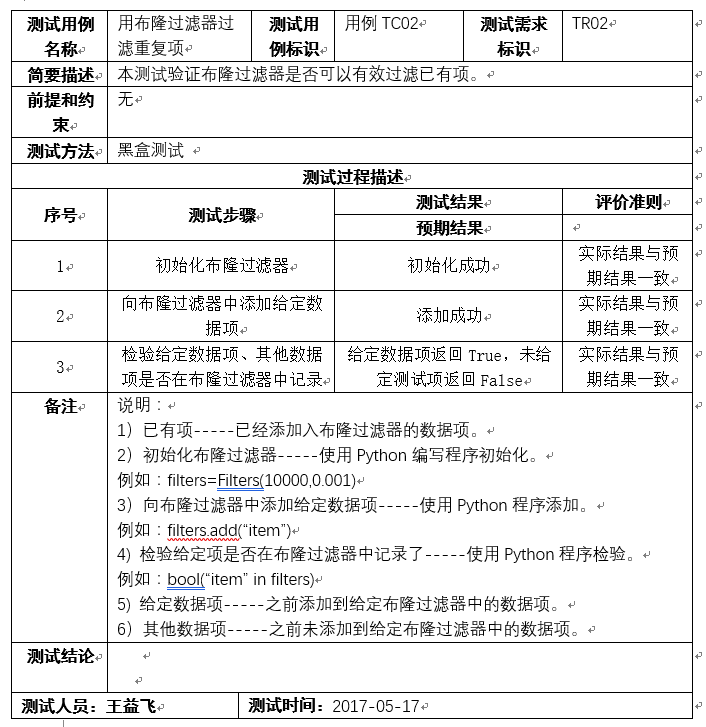 测试用例名称 用布隆过滤器过滤重复项 测试用例标识 用例 TC02 测试需求标识 TR02
简要描述 本测试验证布隆过滤器是否可以有效过滤已有项。
前提和约束 无
测试方法 黑盒测试
测试过程描述
序号 测试步骤 测试结果 评价准则
预期结果
1 初始化布隆过滤器 初始化成功 实际结果与预期结果一致
2 向布隆过滤器中添加给定数据项 添加成功 实际结果与预期结果一致
3 检验给定数据项、其他数据项是否在布隆过滤器中记录 给定数据项返回 True，未给定测试项返回 False 实际结果与预期结果一致
备注 说明：
1）已有项-----已经添加入布隆过滤器的数据项。
2）初始化布隆过滤器-----使用 Python 编写程序初始化。
例如：filters=Filters(10000,0.001)
3）向布隆过滤器中添加给定数据项-----使用 Python 程序添加。
例如：filters.add(“item”)
4) 检验给定项是否在布隆过滤器中记录了-----使用 Python 程序检验。
例如：bool(“item” in filters)
5) 给定数据项-----之前添加到给定布隆过滤器中的数据项。
6）其他数据项-----之前未添加到给定布隆过滤器中的数据项。
测试结论
测试人员：王益飞 测试时间：2017-05-17